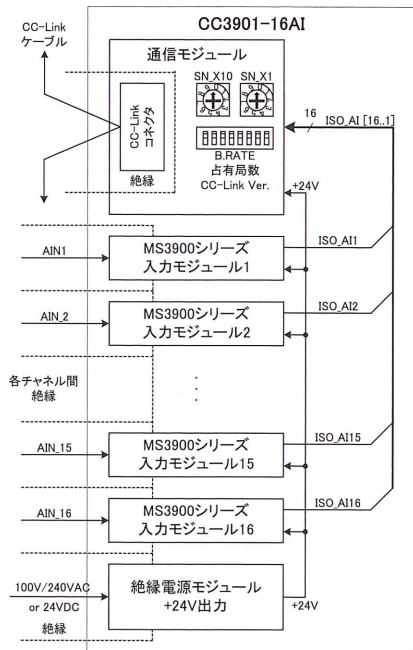 CC3901-16AI
CC-Link
ケーブル
通信モジュール
SN_X10
SN_X1
CC-Link
コネクタ
絶縁
B.RATE
占有局数
CC-Link Ver.
16
ISO_AI [16..1]
+24V
AIN1
MS3900シリーズ
入力モジュール1
ISO_AI1
AIN_2
MS3900シリーズ
入力モジュール2
ISO_AI2
各チャネル間
絶縁
AIN_15
MS3900シリーズ
入力モジュール15
ISO_AI15
AIN_16
MS3900シリーズ
入力モジュール16
ISO_AI16
100V/240VAC
or 24VDC
絶縁
絶縁電源モジュール
+24V出力
+24V